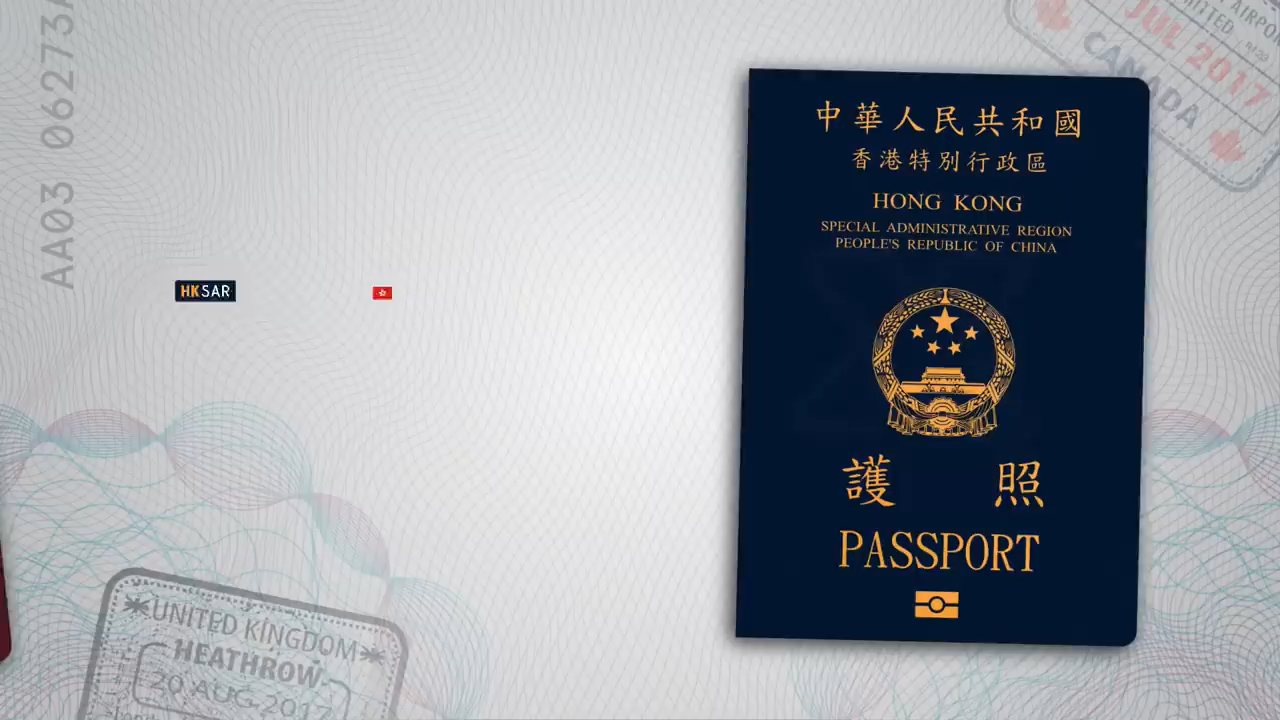 AA03 06273
HKSAR
中華人民共和國
香港特別行政區
HONG KONG
SPECIAL ADMINISTRATIVE REGION
PEOPLE'S REPUBLIC OF CHINA
護照
PASSPORT
AIRPO
JUL 2017
CANADA
UNITED KINGDOM
HEATHROW
20 AUG 2017